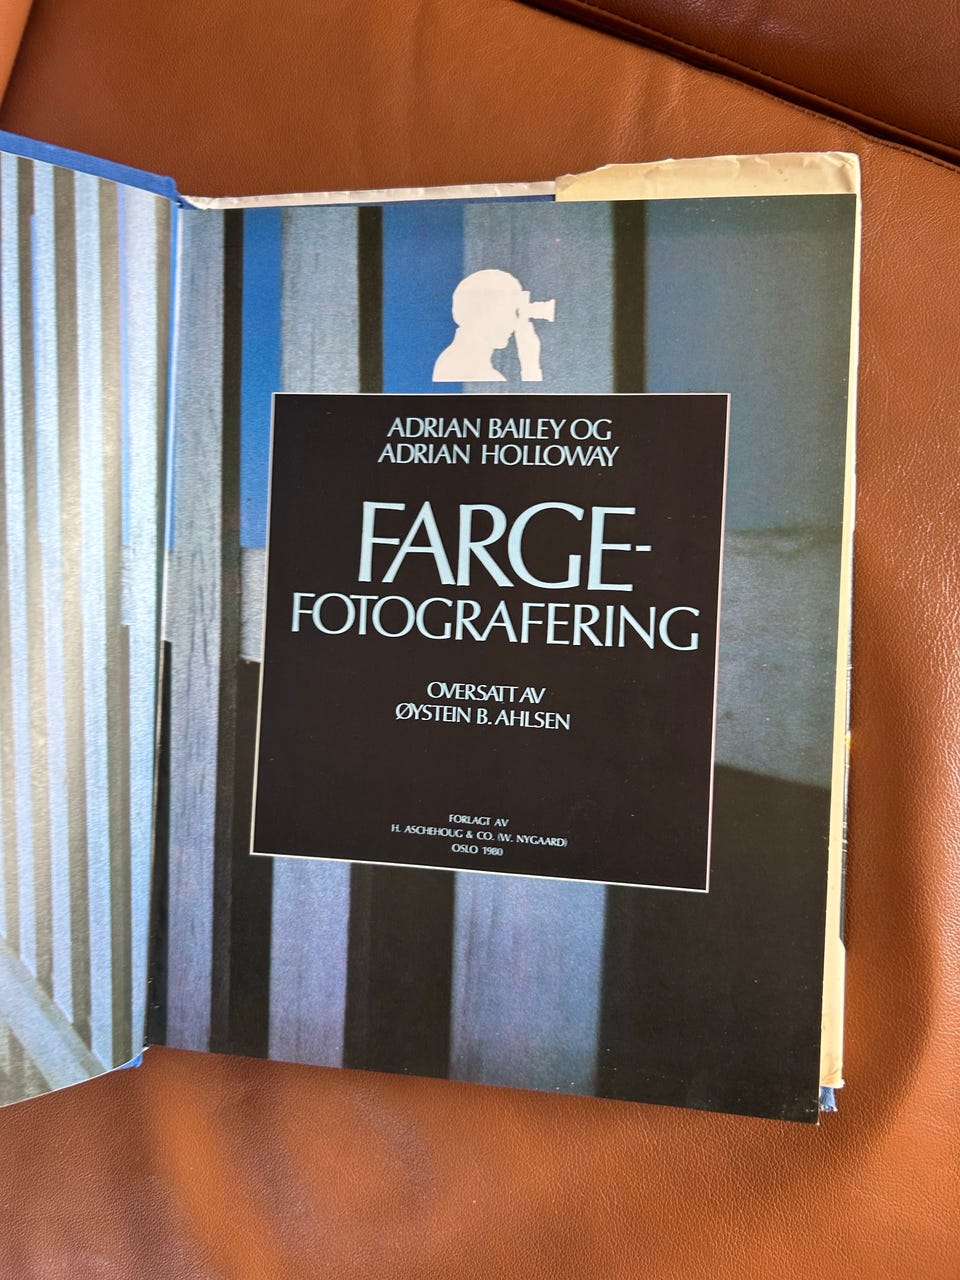 ADRIAN BAILEY OG
ADRIAN HOLLOWAY
FARGE-
FOTOGRAFERING
OVERSATT AV
ØYSTEIN B. AHLSEN
FORLAGT AV
H. ASCHEHOUG & CO. (W. NYGAARD)
OSLO 1980